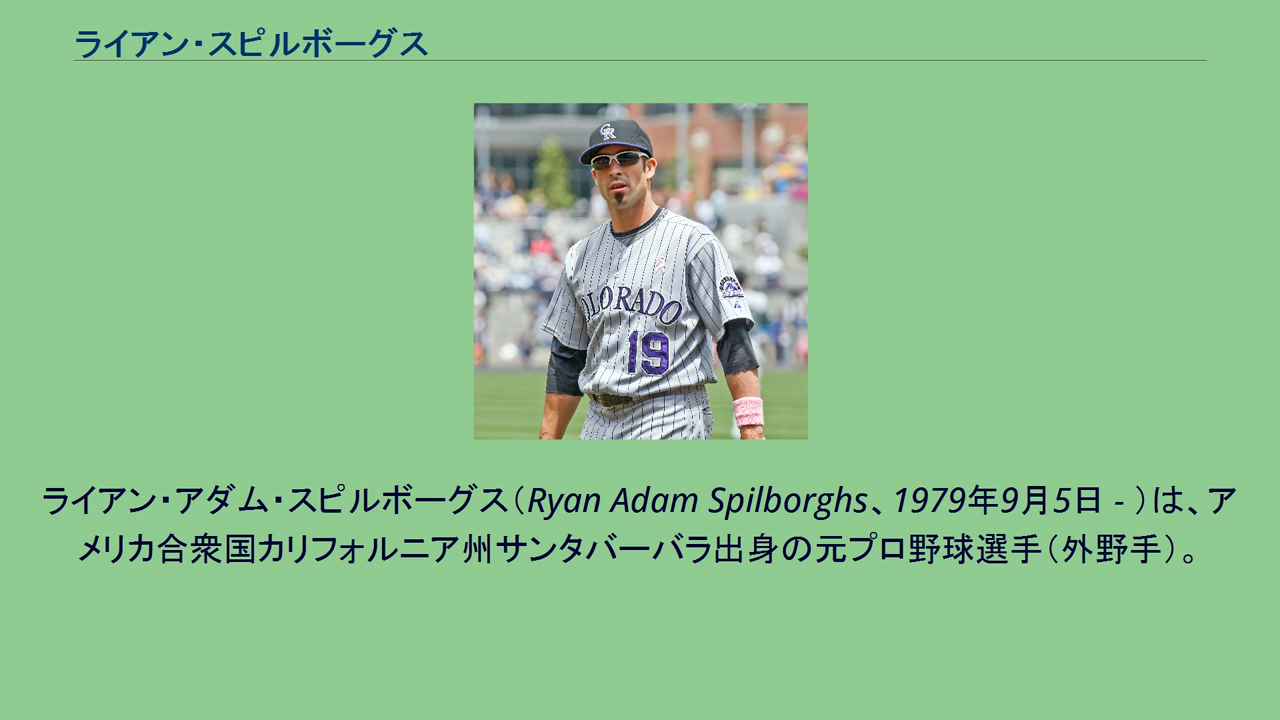 ライアン・スピルボーグス
CR
OLORADO
19
ライアン・アダム・スピルボーグス（Ryan Adam Spilborghs、1979年9月5日 - ）は、ア
メリカ合衆国カリフォルニア州サンタバーバラ出身の元プロ野球選手（外野手）。